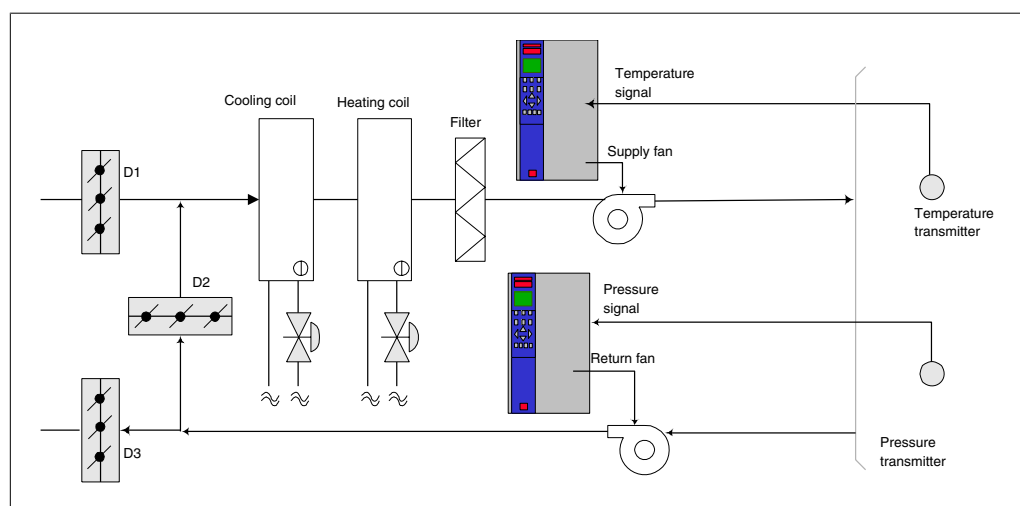 Cooling coil
Heating coil
Filter
Temperature
signal
D1
Supply fan
Temperature
transmitter
D2
Pressure
signal
Return fan
D3
Pressure
transmitter